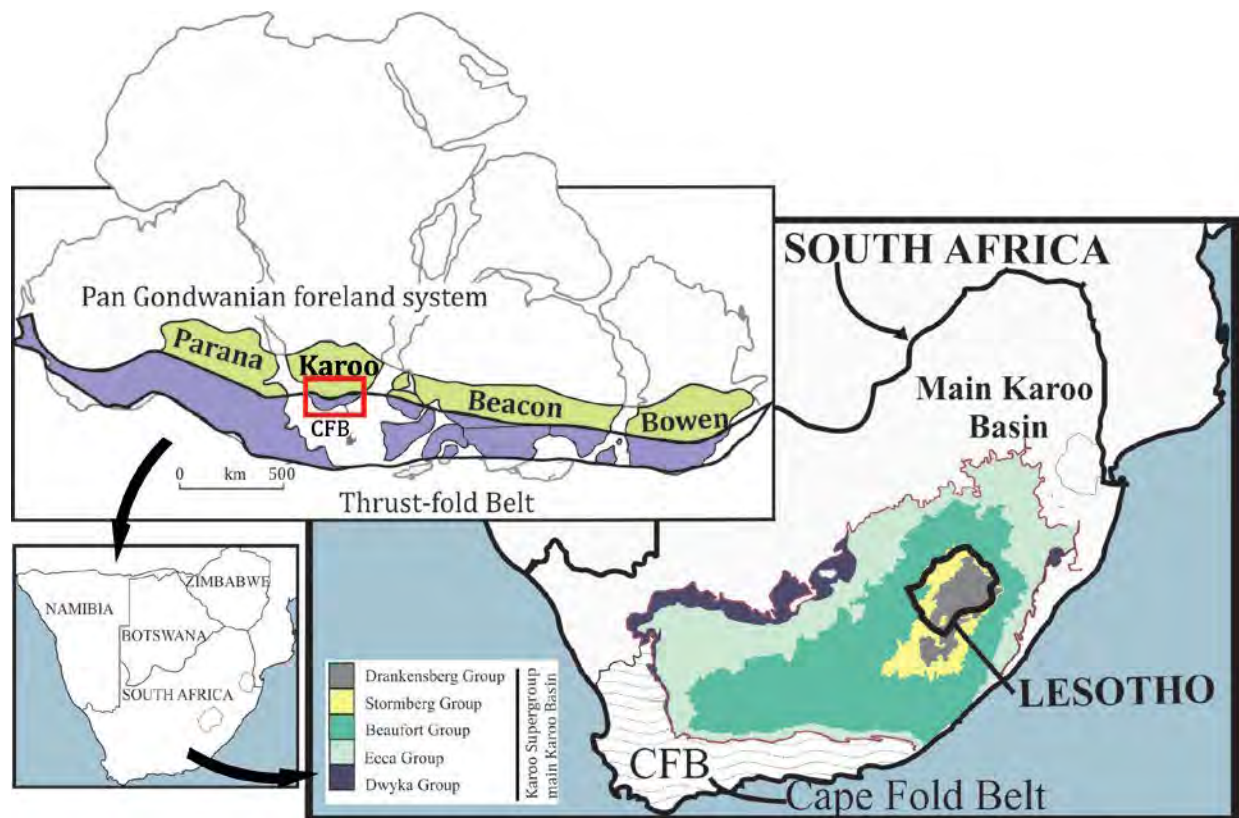 Pan Gondwanian foreland system
Parana
Karoo
Beacon
Bowen
CFB
0 km 500
Thrust-fold Belt
NAMIBIA
ZIMBABWE
BOTSWANA
SOUTH AFRICA
SOUTH AFRICA
Main Karoo
Basin
LESOTHO
CFB
Cape Fold Belt
Drankensberg Group
Stormberg Group
Beaufort Group
Ecca Group
Dwyka Group
Karoo Supergroup
main Karoo Basin